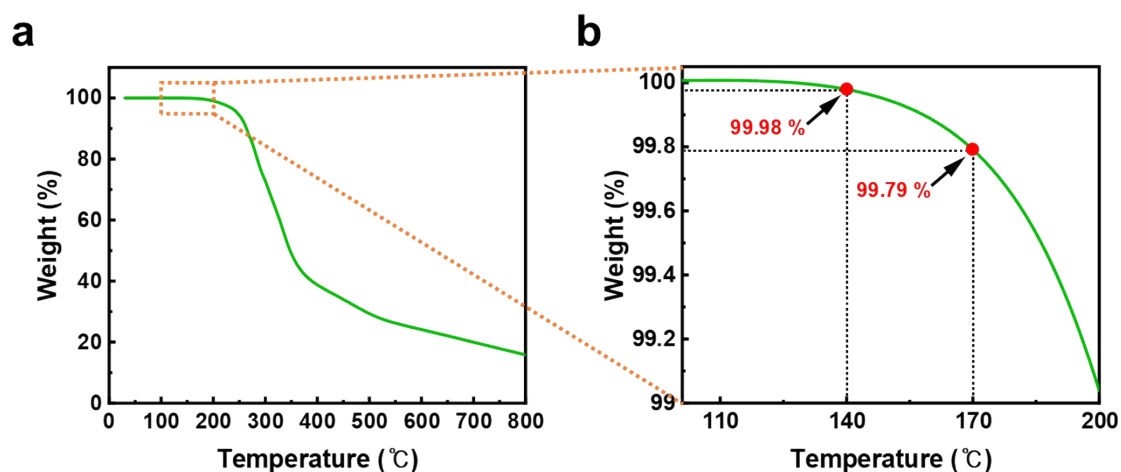 a
b
100
80
60
40
20
0
Weight (%)
0 100 200 300 400 500 600 700 800
Temperature (℃)
100
99.8
99.6
99.4
99.2
99
Weight (%)
99.98 %
99.79 %
110 140 170 200
Temperature (℃)